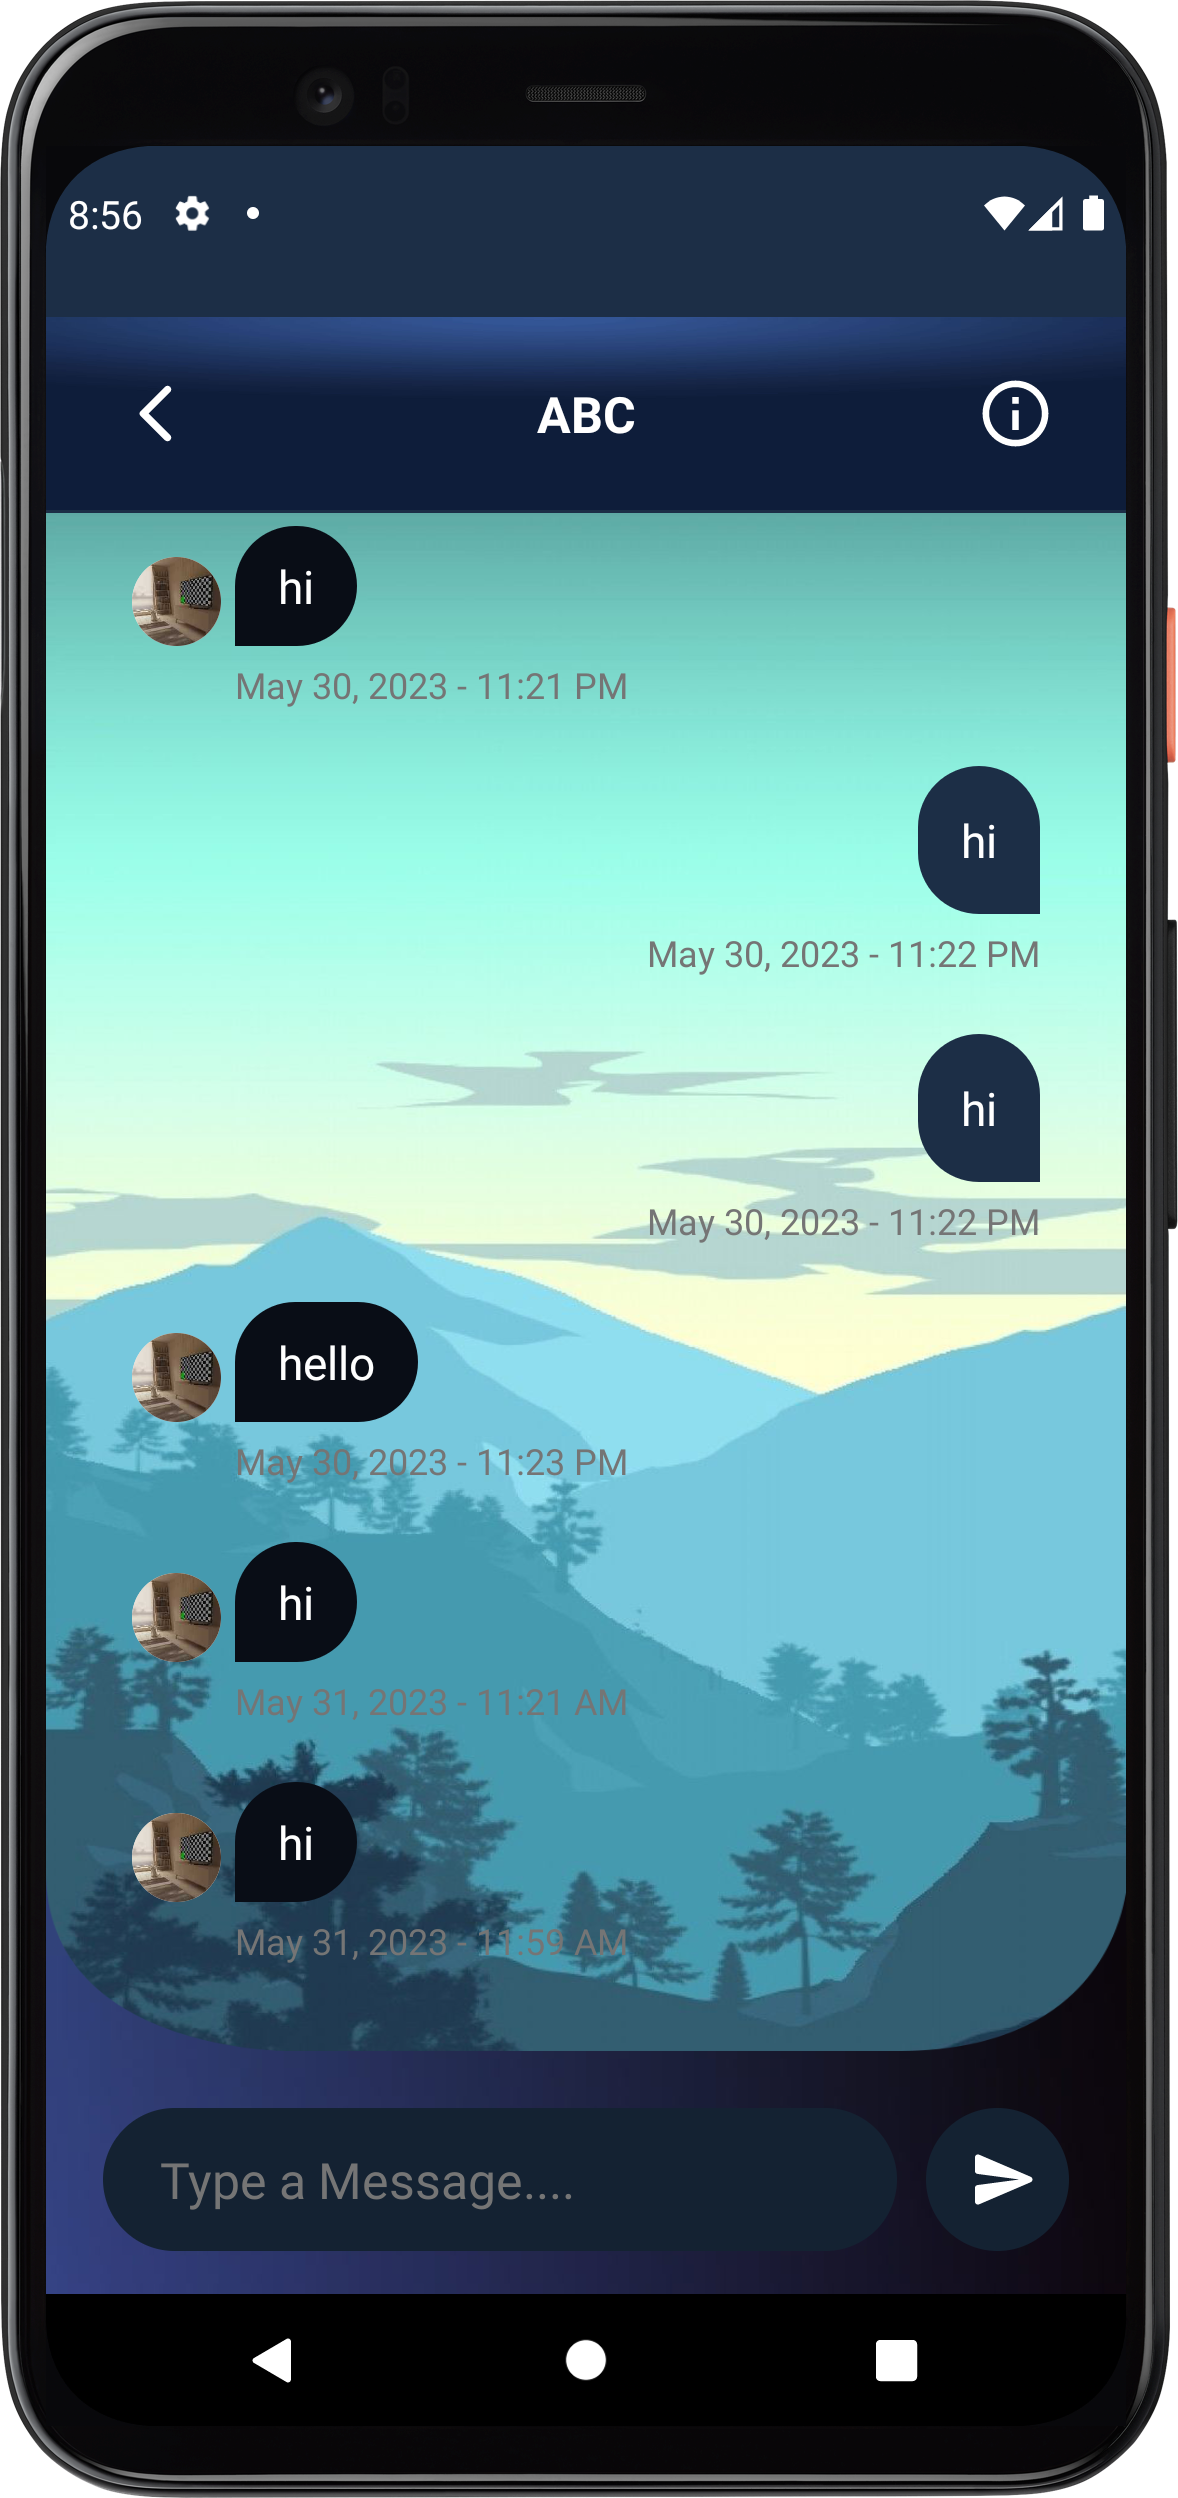 8:56
ABC
hi
May 30, 2023 - 11:21 PM
hi
May 30, 2023 - 11:22 PM
hi
May 30, 2023 - 11:22 PM
hello
May 30, 2023 - 11:23 PM
hi
May 31, 2023 - 11:21 AM
hi
May 31, 2023 - 11:59 AM
Type a Message....